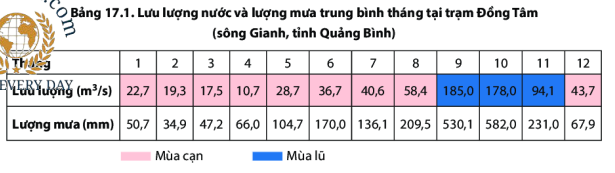 Bảng 17.1. Lưu lượng nước và lượng mưa trung bình tháng tại trạm Đồng Tâm
(sông Gianh, tỉnh Quảng Bình)
Tháng 1 2 3 4 5 6 7 8 9 10 11 12
Lưu lượng (m³/s) 22,7 19,3 17,5 10,7 28,7 36,7 40,6 58,4 185,0 178,0 94,1 43,7
Lượng mưa (mm) 50,7 34,9 47,2 66,0 104,7 170,0 136,1 209,5 530,1 582,0 231,0 67,9
Mùa cạn Mùa lũ
EVERY DAY
.com